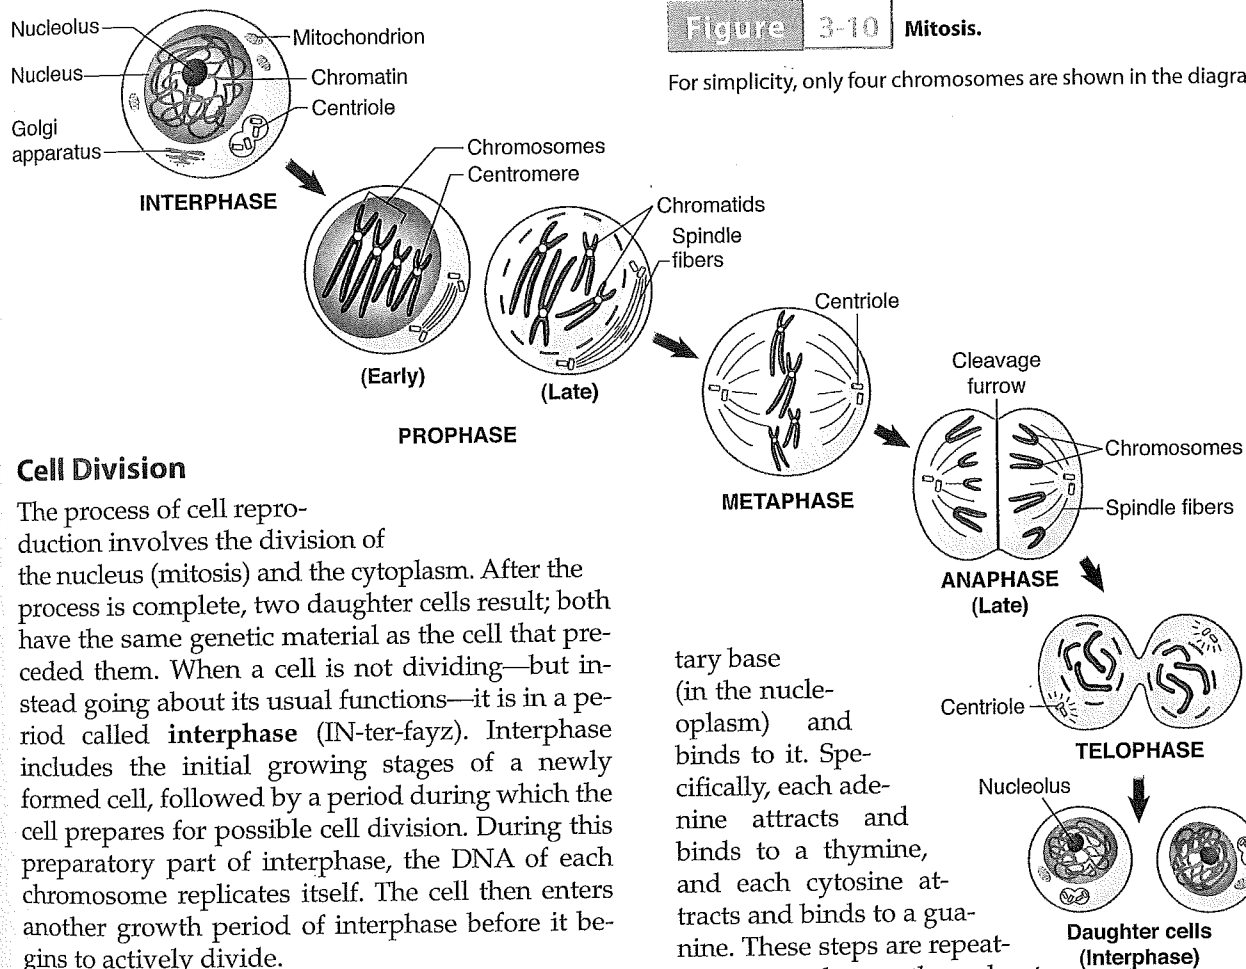 Figure 3-10 Mitosis.
For simplicity, only four chromosomes are shown in the diagra
Nucleolus
Mitochondrion
Nucleus
Chromatin
Centriole
Golgi
apparatus
INTERPHASE
Chromosomes
Centromere
Chromatids
Spindle
fibers
(Early)
(Late)
PROPHASE
Centriole
METAPHASE
Cleavage
furrow
Chromosomes
Spindle fibers
ANAPHASE
(Late)
Centriole
TELOPHASE
Nucleolus
Daughter cells
(Interphase)
Cell Division
The process of cell repro-
duction involves the division of
the nucleus (mitosis) and the cytoplasm. After the
process is complete, two daughter cells result; both
have the same genetic material as the cell that pre-
ceded them. When a cell is not dividing—but in-
stead going about its usual functions—it is in a pe-
riod called interphase (IN-ter-fayz). Interphase
includes the initial growing stages of a newly
formed cell, followed by a period during which the
cell prepares for possible cell division. During this
preparatory part of interphase, the DNA of each
chromosome replicates itself. The cell then enters
another growth period of interphase before it be-
gins to actively divide.
tary base
(in the nucle-
oplasm) and
binds to it. Spe-
cifically, each ade-
nine attracts and
binds to a thymine,
and each cytosine at-
tracts and binds to a gua-
nine. These steps are repeat-